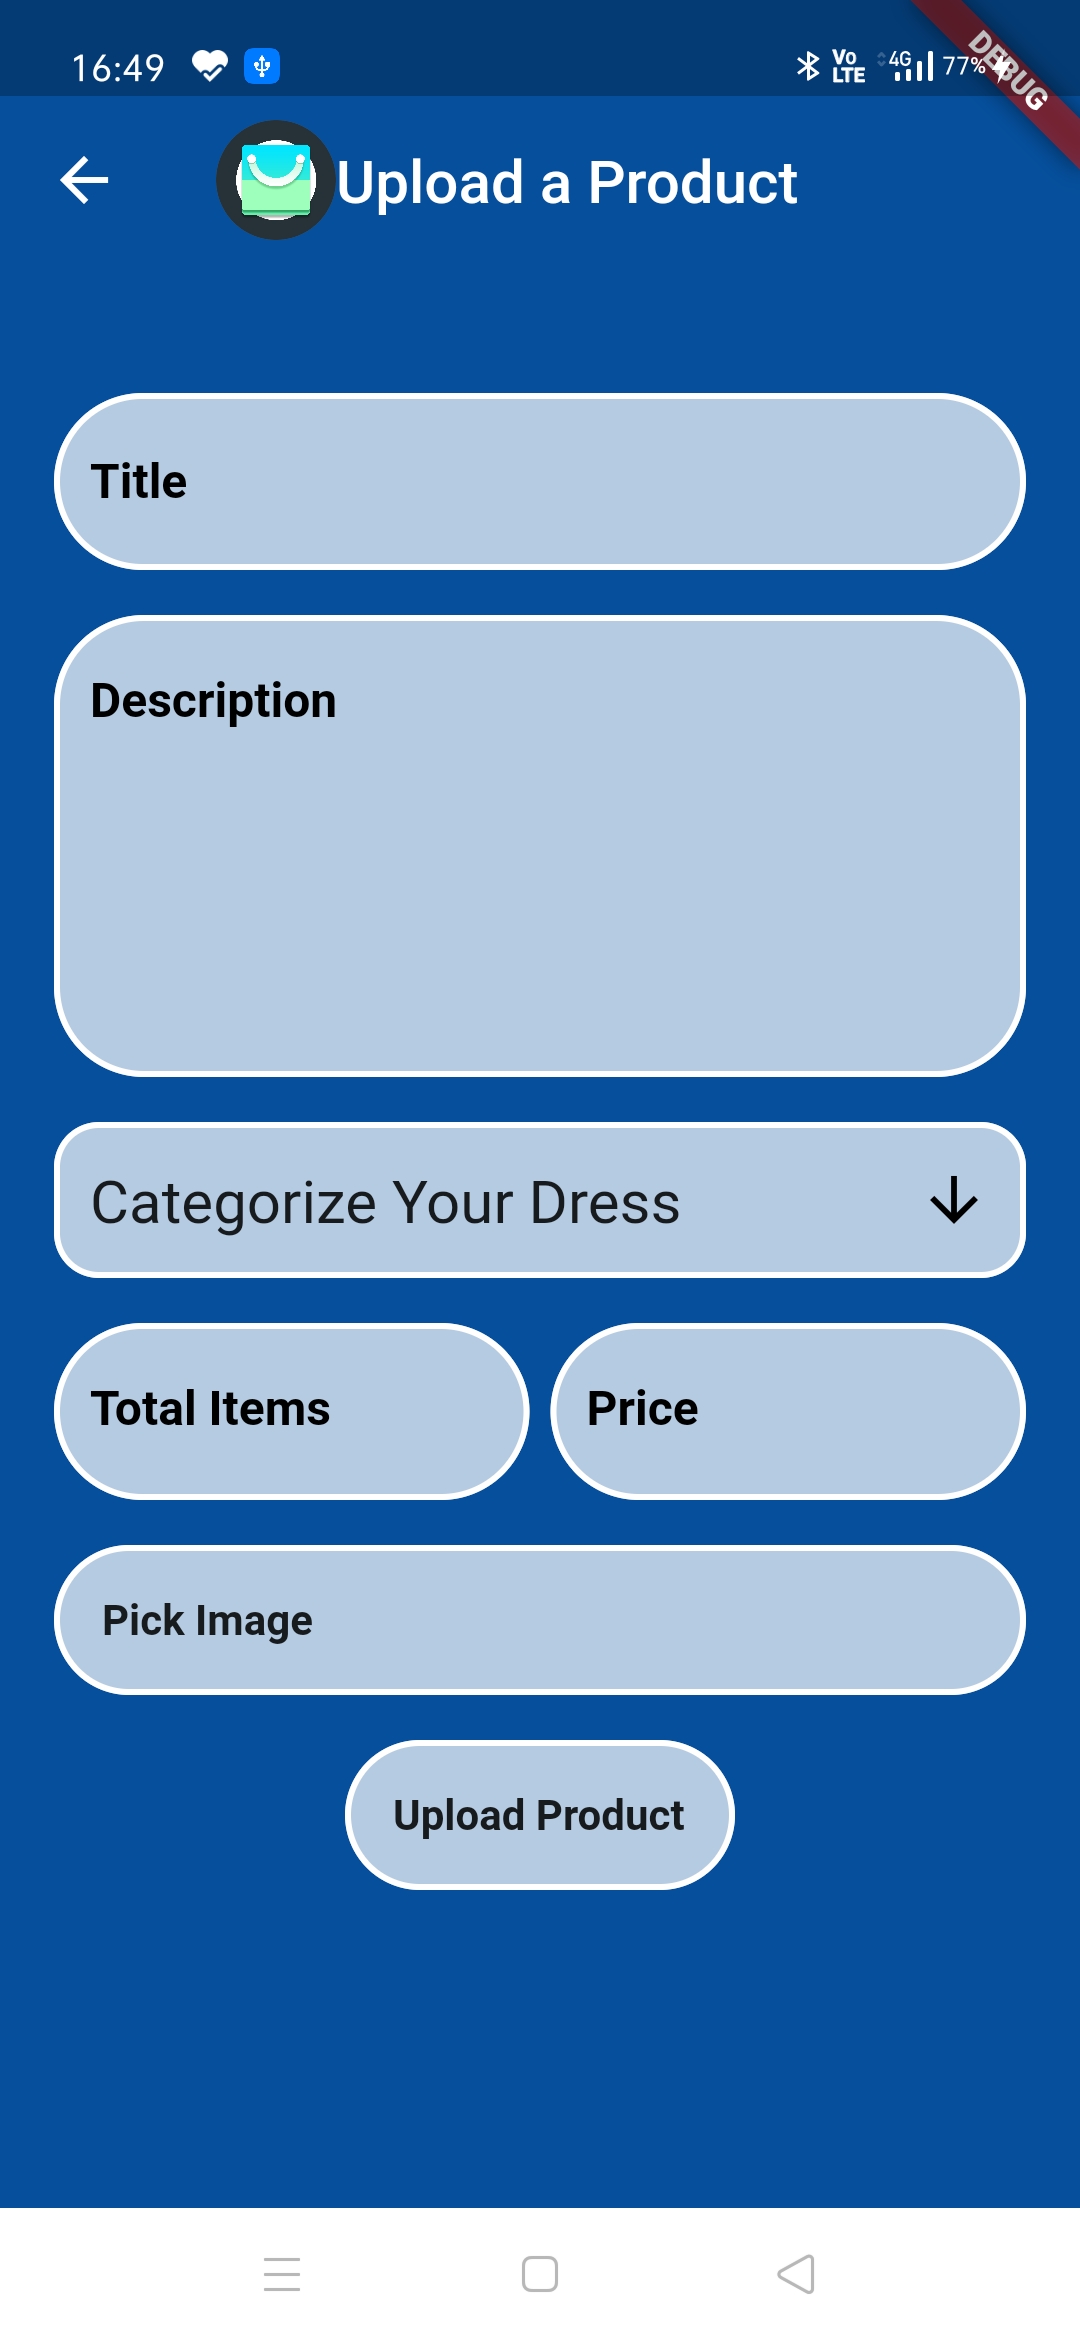 16:49 Vo LTE 4G 77% DEBUG
Upload a Product
Title
Description
Categorize Your Dress
Total Items Price
Pick Image
Upload Product